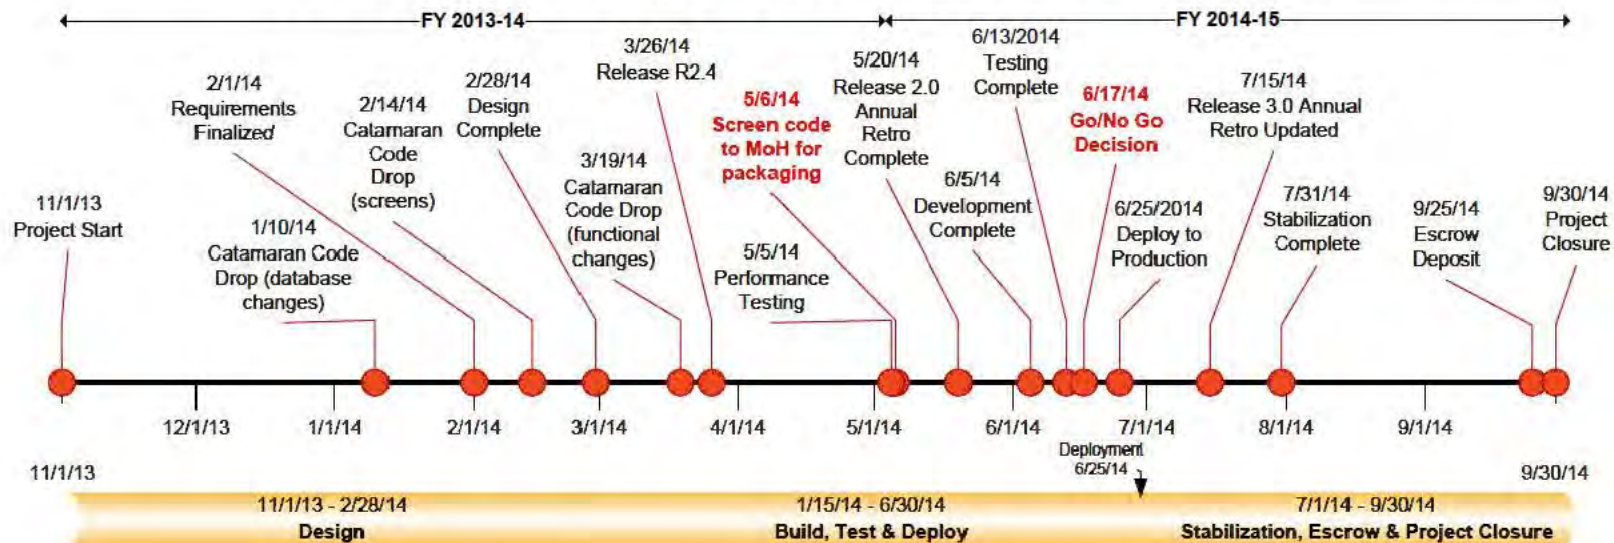 FY 2013-14
FY 2014-15
11/1/13
Project Start
1/10/14
Catamaran Code
Drop (database
changes)
2/1/14
Requirements
Finalized
2/14/14
Catamaran
Code
Drop
(screens)
2/28/14
Design
Complete
3/19/14
Catamaran
Code Drop
(functional
changes)
3/26/14
Release R2.4
5/5/14
Performance
Testing
5/6/14
Screen code
to MoH for
packaging
5/20/14
Release 2.0
Annual
Retro
Complete
6/5/14
Development
Complete
6/13/2014
Testing
Complete
6/17/14
Go/No Go
Decision
6/25/2014
Deploy to
Production
7/15/14
Release 3.0 Annual
Retro Updated
7/31/14
Stabilization
Complete
9/25/14
Escrow
Deposit
9/30/14
Project
Closure
12/1/13
1/1/14
2/1/14
3/1/14
4/1/14
5/1/14
6/1/14
7/1/14
8/1/14
9/1/14
11/1/13
Deployment
6/25/14
9/30/14
11/1/13 - 2/28/14
Design
1/15/14 - 6/30/14
Build, Test & Deploy
7/1/14 - 9/30/14
Stabilization, Escrow & Project Closure